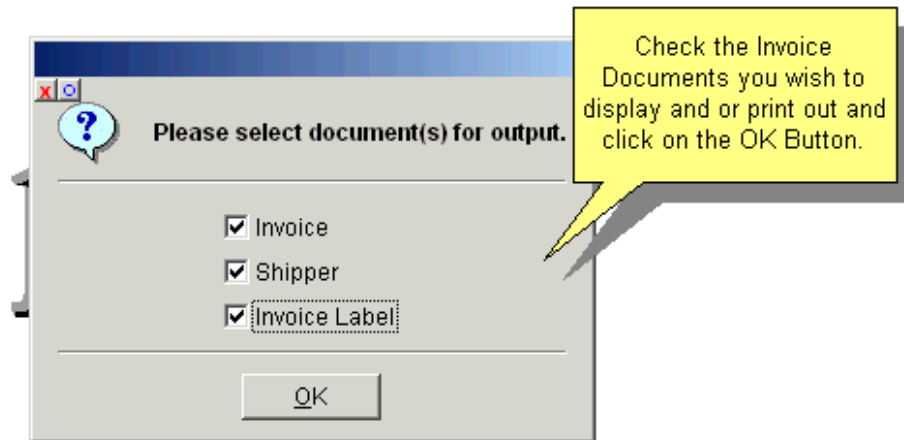 Check the Invoice
Documents you wish to
display and or print out and
click on the OK Button.
Please select document(s) for output.
Invoice
Shipper
Invoice Label
OK